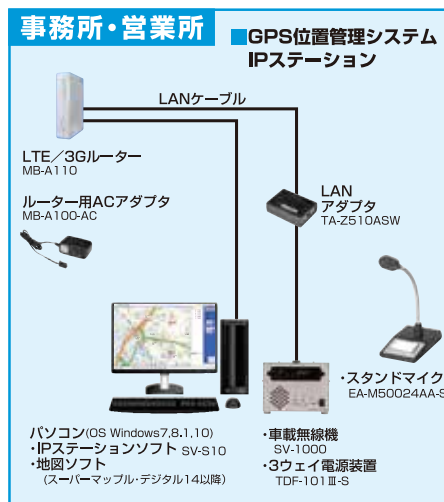 事務所・営業所
■GPS位置管理システム
IPステーション
LANケーブル
LTE／3Gルーター
MB-A110
ルーター用ACアダプタ
MB-A100-AC
LAN
アダプタ
TA-Z510ASW
・スタンドマイク
EA-M50024AA-S
パソコン(OS Windows7,8.1,10)
・IPステーションソフト SV-S10
・地図ソフト
(スーパーマップル・デジタル14以降)
・車載無線機
SV-1000
・3ウェイ電源装置
TDF-101Ⅲ-S